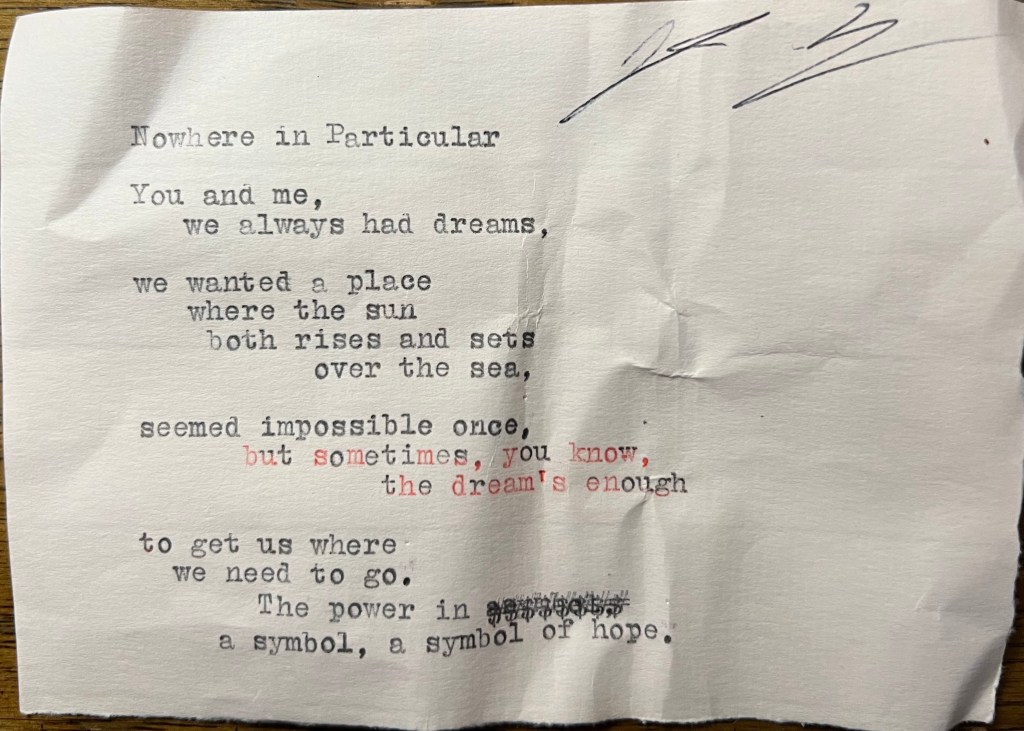 Nowhere in Particular
You and me,
we always had dreams,
we wanted a place
where the sun
both rises and sets
over the sea,
seemed impossible once,
but sometimes, you know,
the dream's enough
to get us where
we need to go.
The power in
a symbol, a symbol of hope.